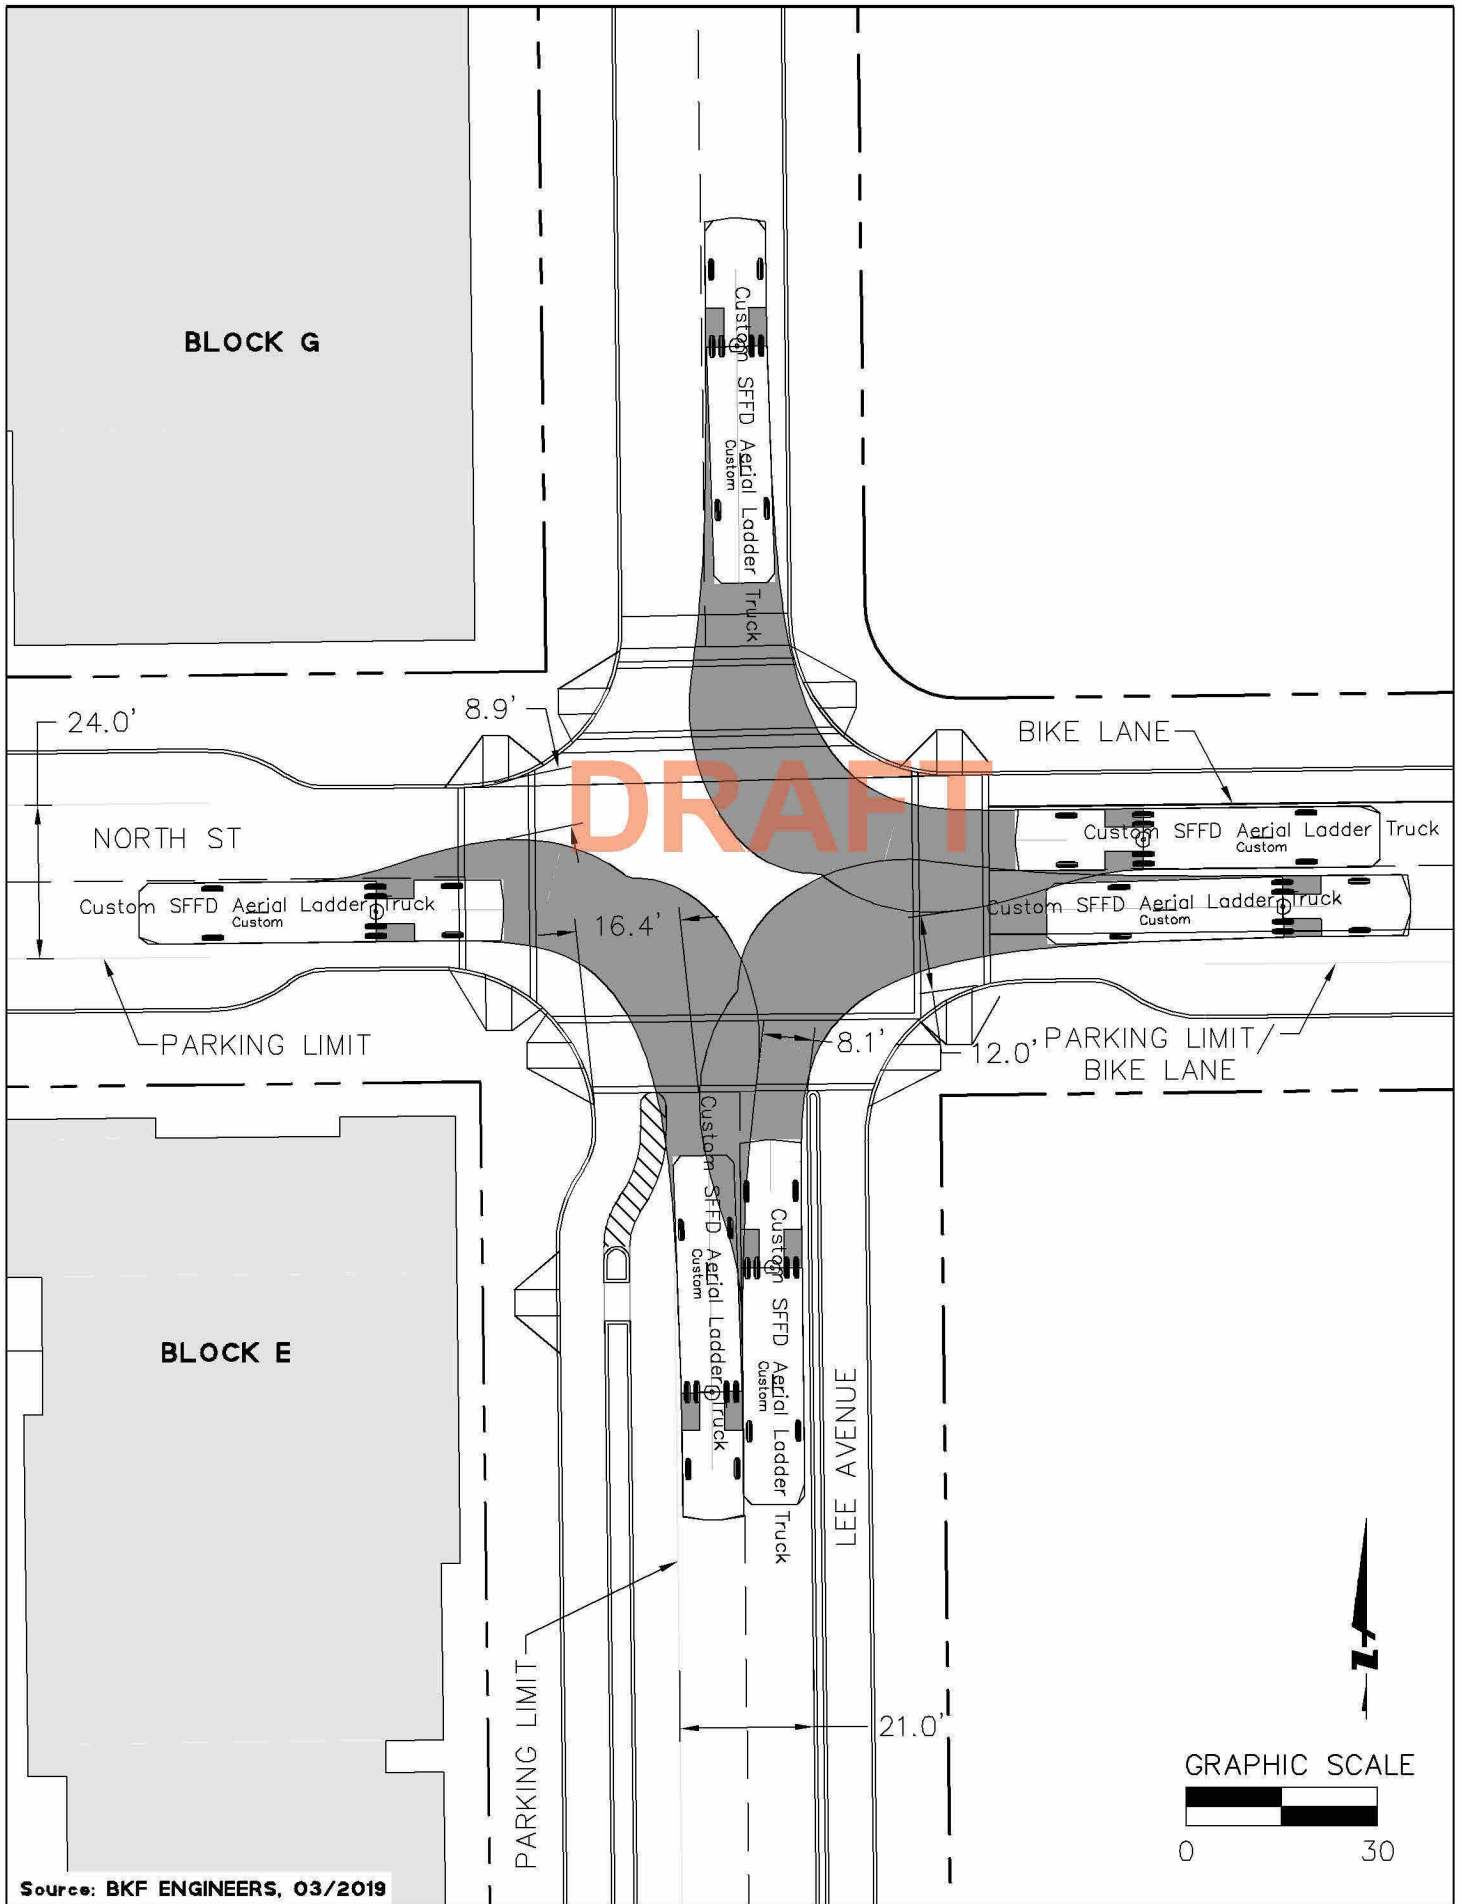 BLOCK G
Custom SFFD Aerial Ladder Truck
Custom
24.0'
8.9'
BIKE LANE
DRAFT
NORTH ST
Custom SFFD Aerial Ladder Truck
Custom
Custom SFFD Aerial Ladder Truck
Custom
Custom SFFD Aerial Ladder Truck
Custom
16.4'
PARKING LIMIT
8.1'
12.0'
PARKING LIMIT/
BIKE LANE
Custom SFFD Aerial Ladder Truck
Custom
Custom SFFD Aerial Ladder Truck
Custom
BLOCK E
LEE AVENUE
PARKING LIMIT
21.0'
GRAPHIC SCALE
0 30
Source: BKF ENGINEERS, 03/2019